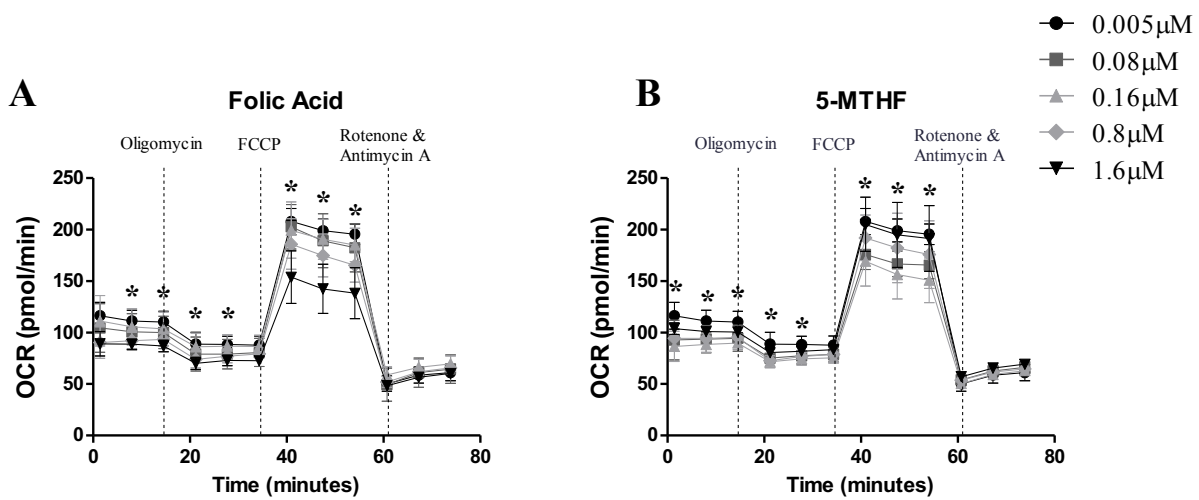 0.005μM
0.08μM
0.16μM
0.8μM
1.6μM
A
Folic Acid
Oligomycin
FCCP
Rotenone &
Antimycin A
OCR (pmol/min)
250
200
150
100
50
0
* * * * * * *
0 20 40 60 80
Time (minutes)
B
5-MTHF
Oligomycin
FCCP
Rotenone &
Antimycin A
OCR (pmol/min)
250
200
150
100
50
0
* * * * * * * *
0 20 40 60 80
Time (minutes)